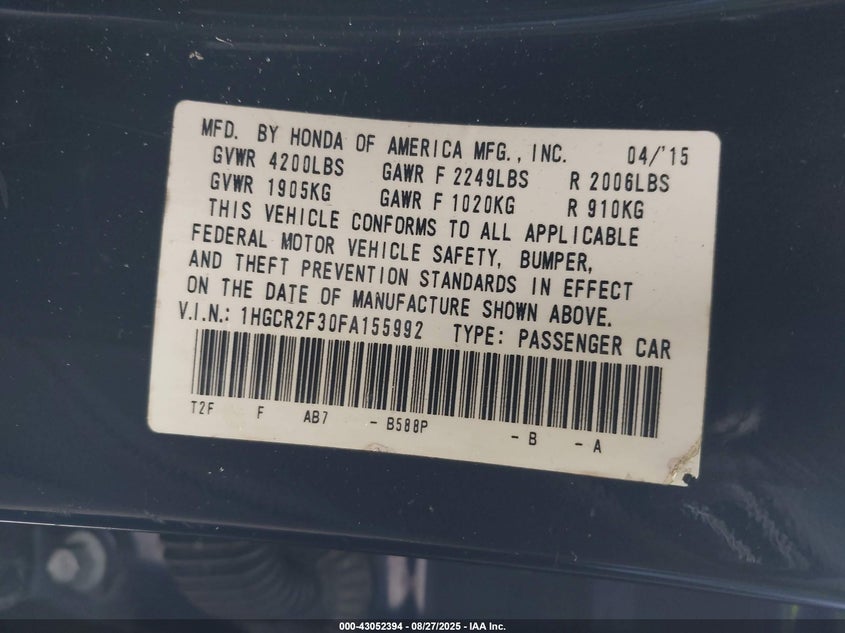 MFD. BY HONDA OF AMERICA MFG., INC. 04/'15
GVWR 4200LBS GAWR F 2249LBS R 2006LBS
GVWR 1905KG GAWR F 1020KG R 910KG
THIS VEHICLE CONFORMS TO ALL APPLICABLE
FEDERAL MOTOR VEHICLE SAFETY, BUMPER,
AND THEFT PREVENTION STANDARDS IN EFFECT
ON THE DATE OF MANUFACTURE SHOWN ABOVE.
V.I.N.: 1HGCR2F30FA155992 TYPE: PASSENGER CAR
T2F F AB7 - B588P - B - A
000-43052394 - 08/27/2025 - IAA Inc.